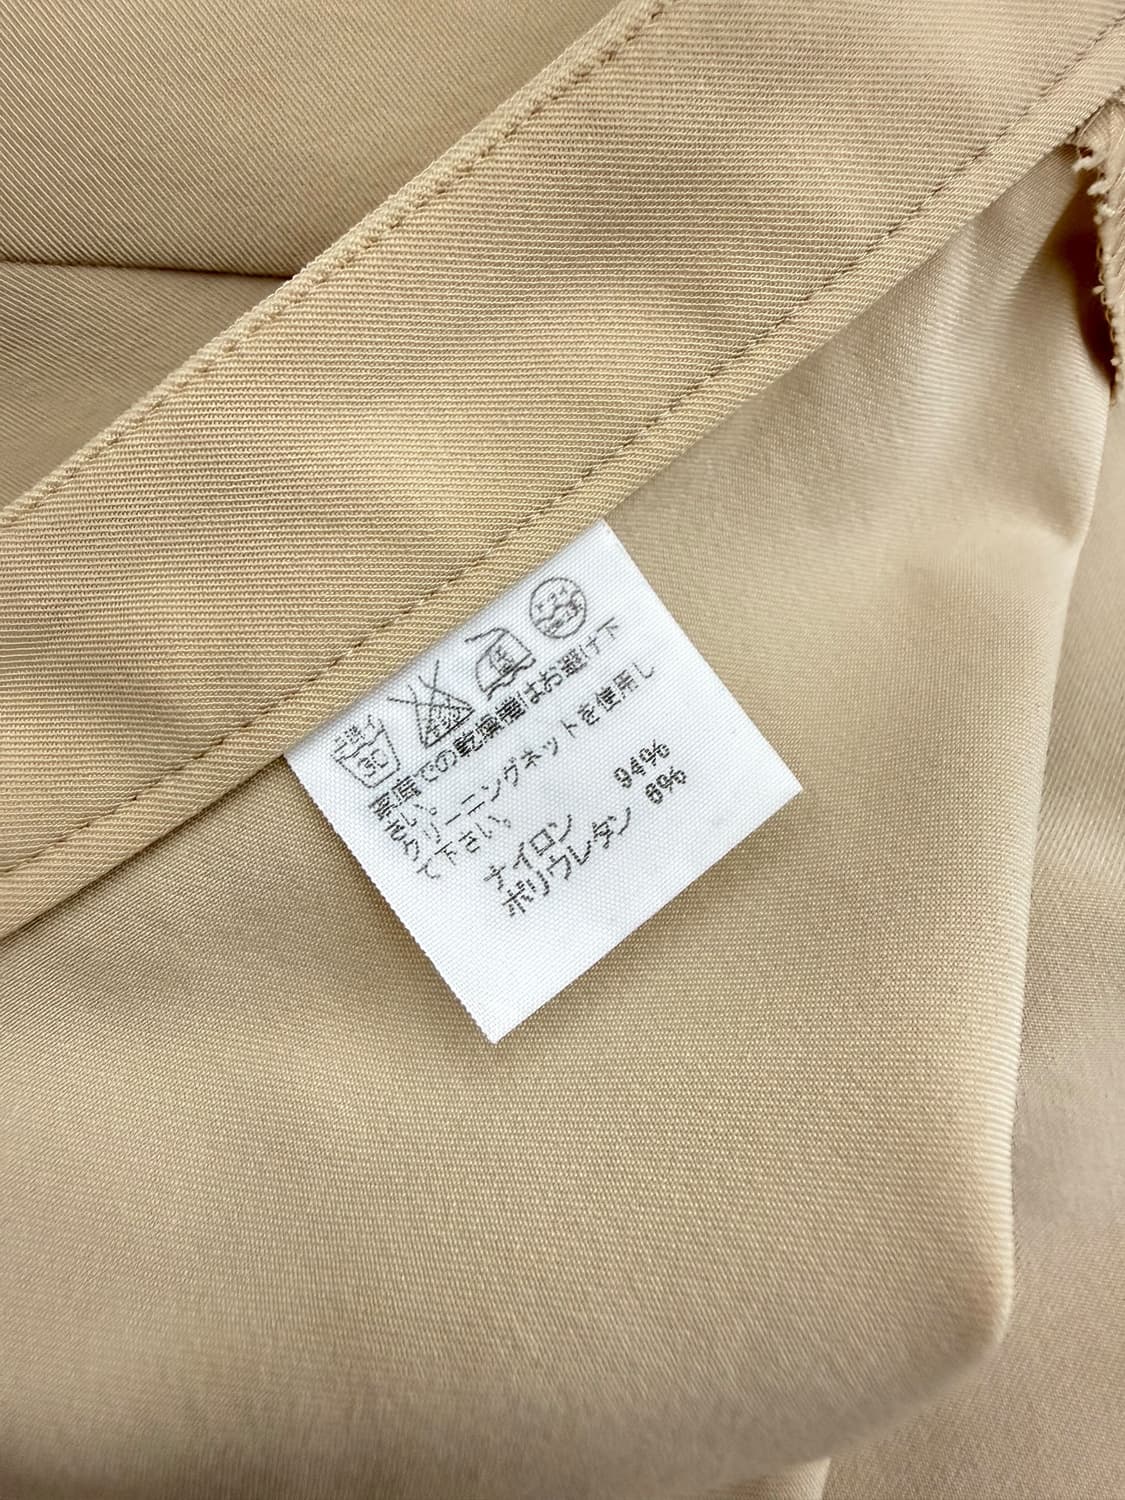 低
家庭での乾燥機はお避け下
さい。
クリーニングネットを使用し
て下さい。
ナイロン 94%
ポリウレタン 6%